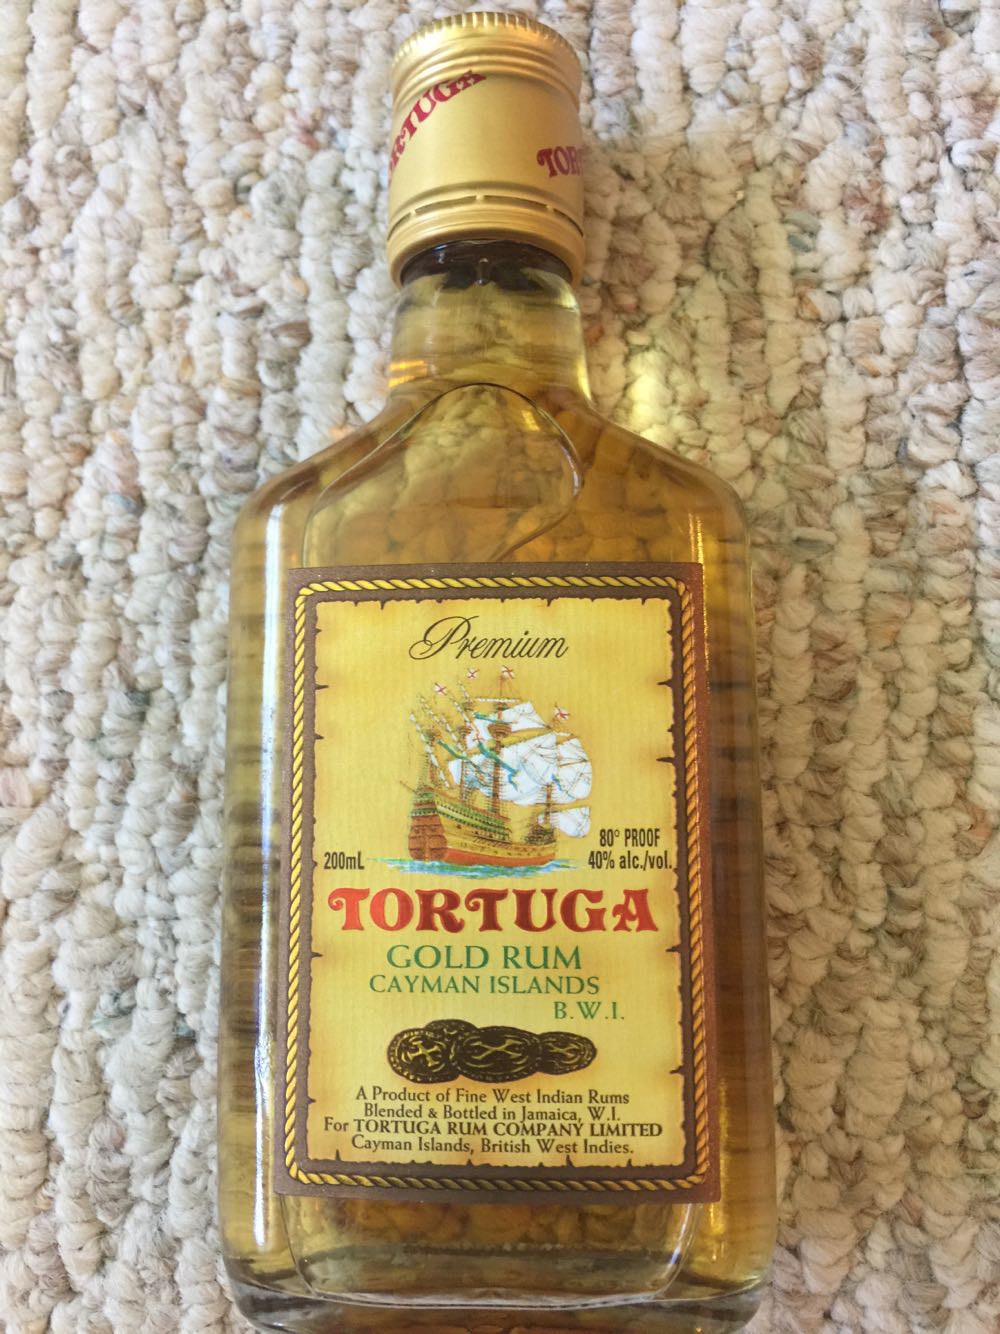 TORTUGA
TOR
Premium
200mL
80° PROOF
40% alc./vol.
TORTUGA
GOLD RUM
CAYMAN ISLANDS
B.W.I.
A Product of Fine West Indian Rums
Blended & Bottled in Jamaica, W.I.
For TORTUGA RUM COMPANY LIMITED
Cayman Islands, British West Indies.